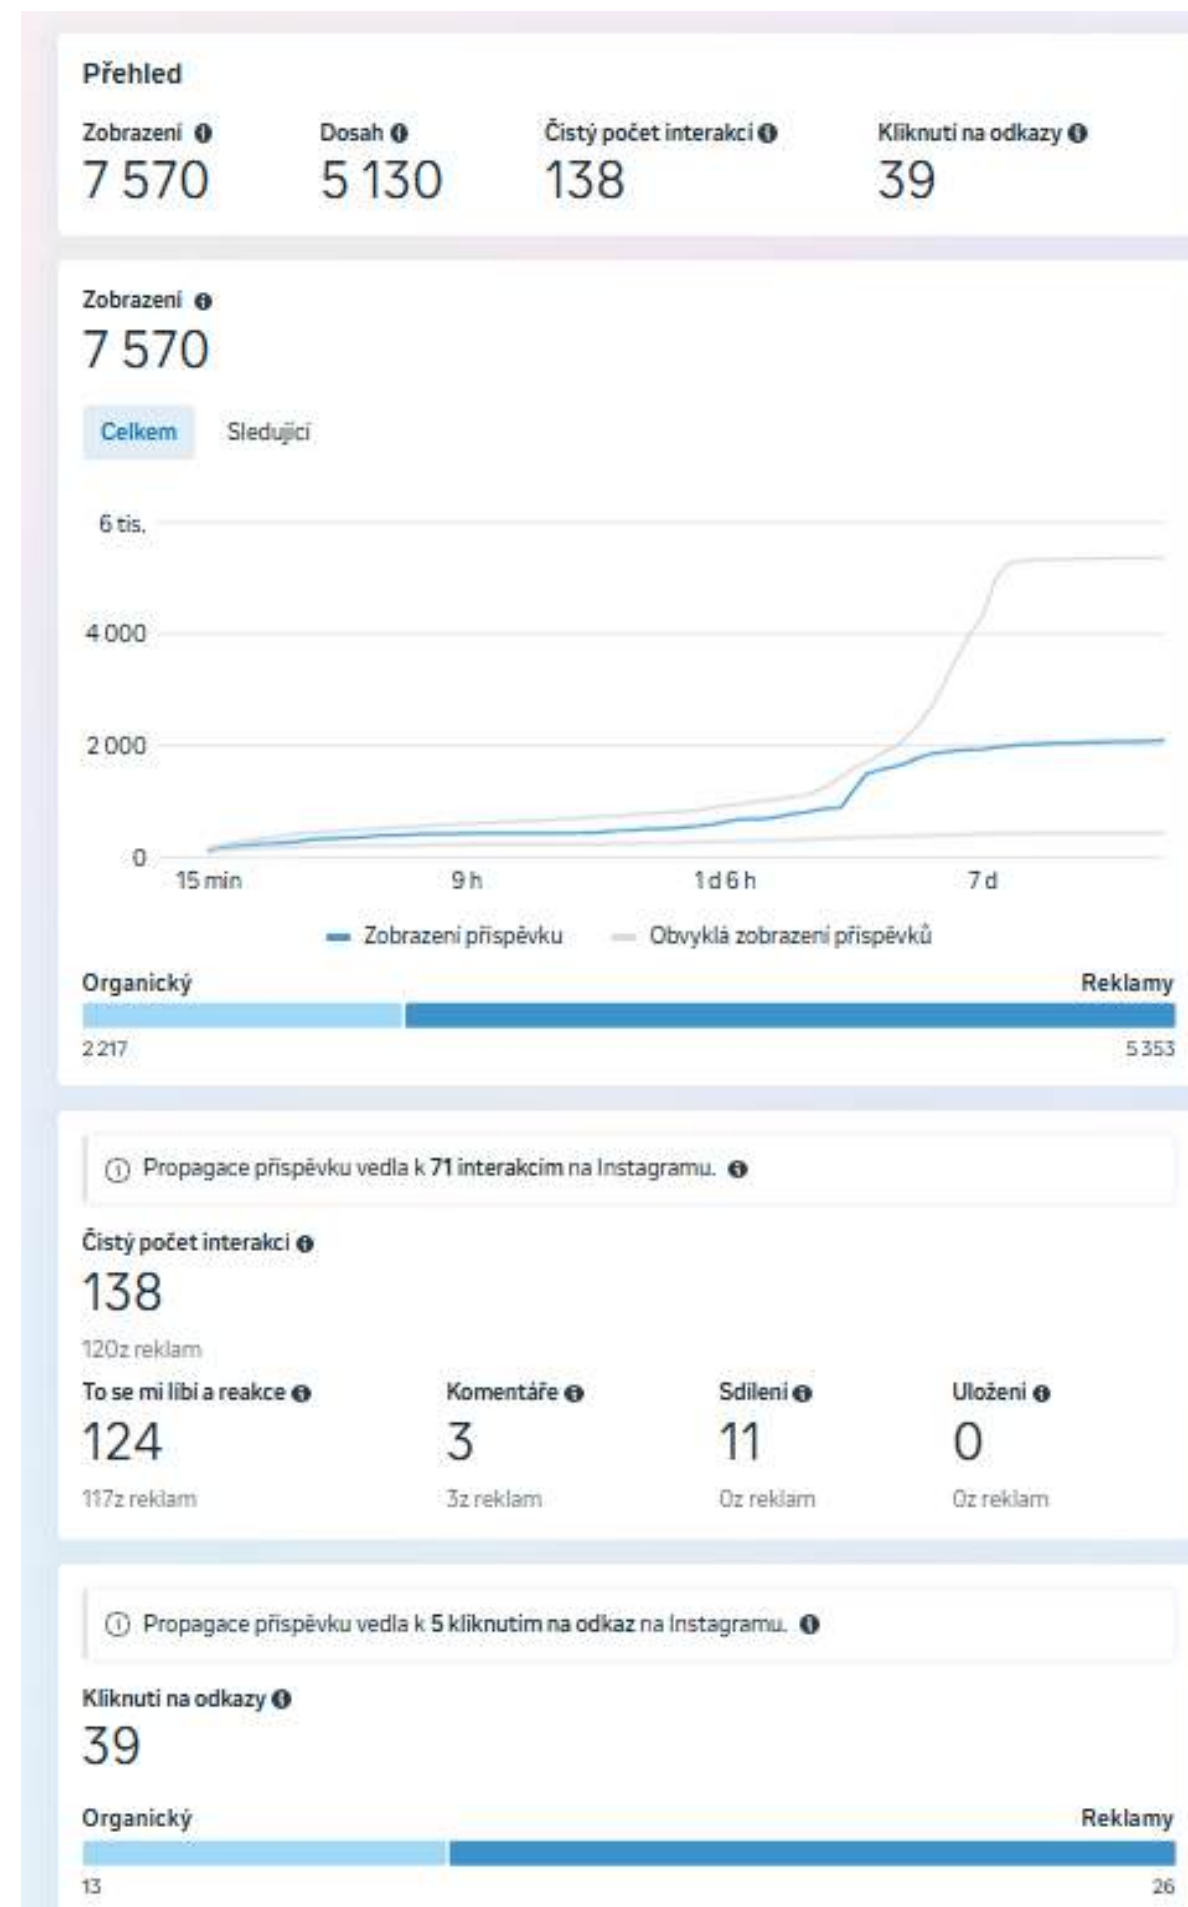 Přehled
Zobrazení
Dosah
Čistý počet interakcí
Kliknutí na odkazy
7 570
5 130
138
39
Zobrazení
7 570
Celkem
Sledující
6 tis.
4 000
2 000
0
15 min
9 h
1 d 6 h
7 d
Zobrazení příspěvku
Obvyklá zobrazení příspěvků
Organický
Reklamy
2 217
5 353
Propagace příspěvku vedla k 71 interakcím na Instagramu.
Čistý počet interakcí
138
120z reklam
To se mi líbí a reakce
Komentáře
Sdílení
Uložení
124
3
11
0
117z reklam
3z reklam
0z reklam
0z reklam
Propagace příspěvku vedla k 5 kliknutím na odkaz na Instagramu.
Kliknutí na odkazy
39
Organický
Reklamy
13
26